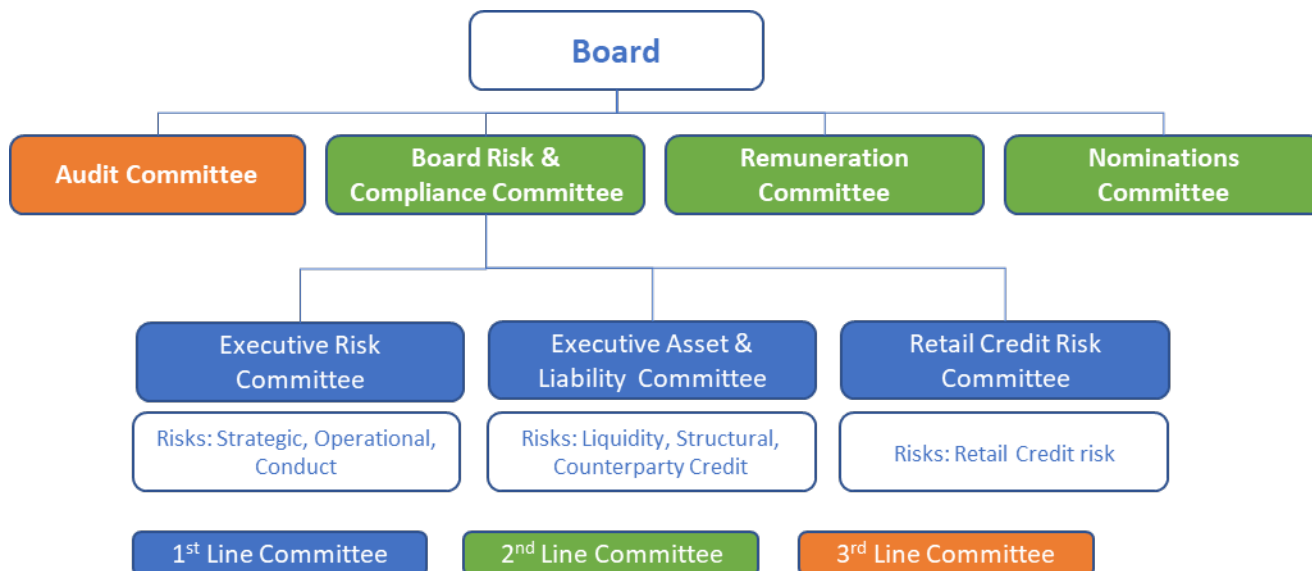 Board
Audit Committee
Board Risk &
Compliance Committee
Remuneration
Committee
Nominations
Committee
Executive Risk
Committee
Executive Asset &
Liability Committee
Retail Credit Risk
Committee
Risks: Strategic, Operational,
Conduct
Risks: Liquidity, Structural,
Counterparty Credit
Risks: Retail Credit risk
1st Line Committee
2nd Line Committee
3rd Line Committee